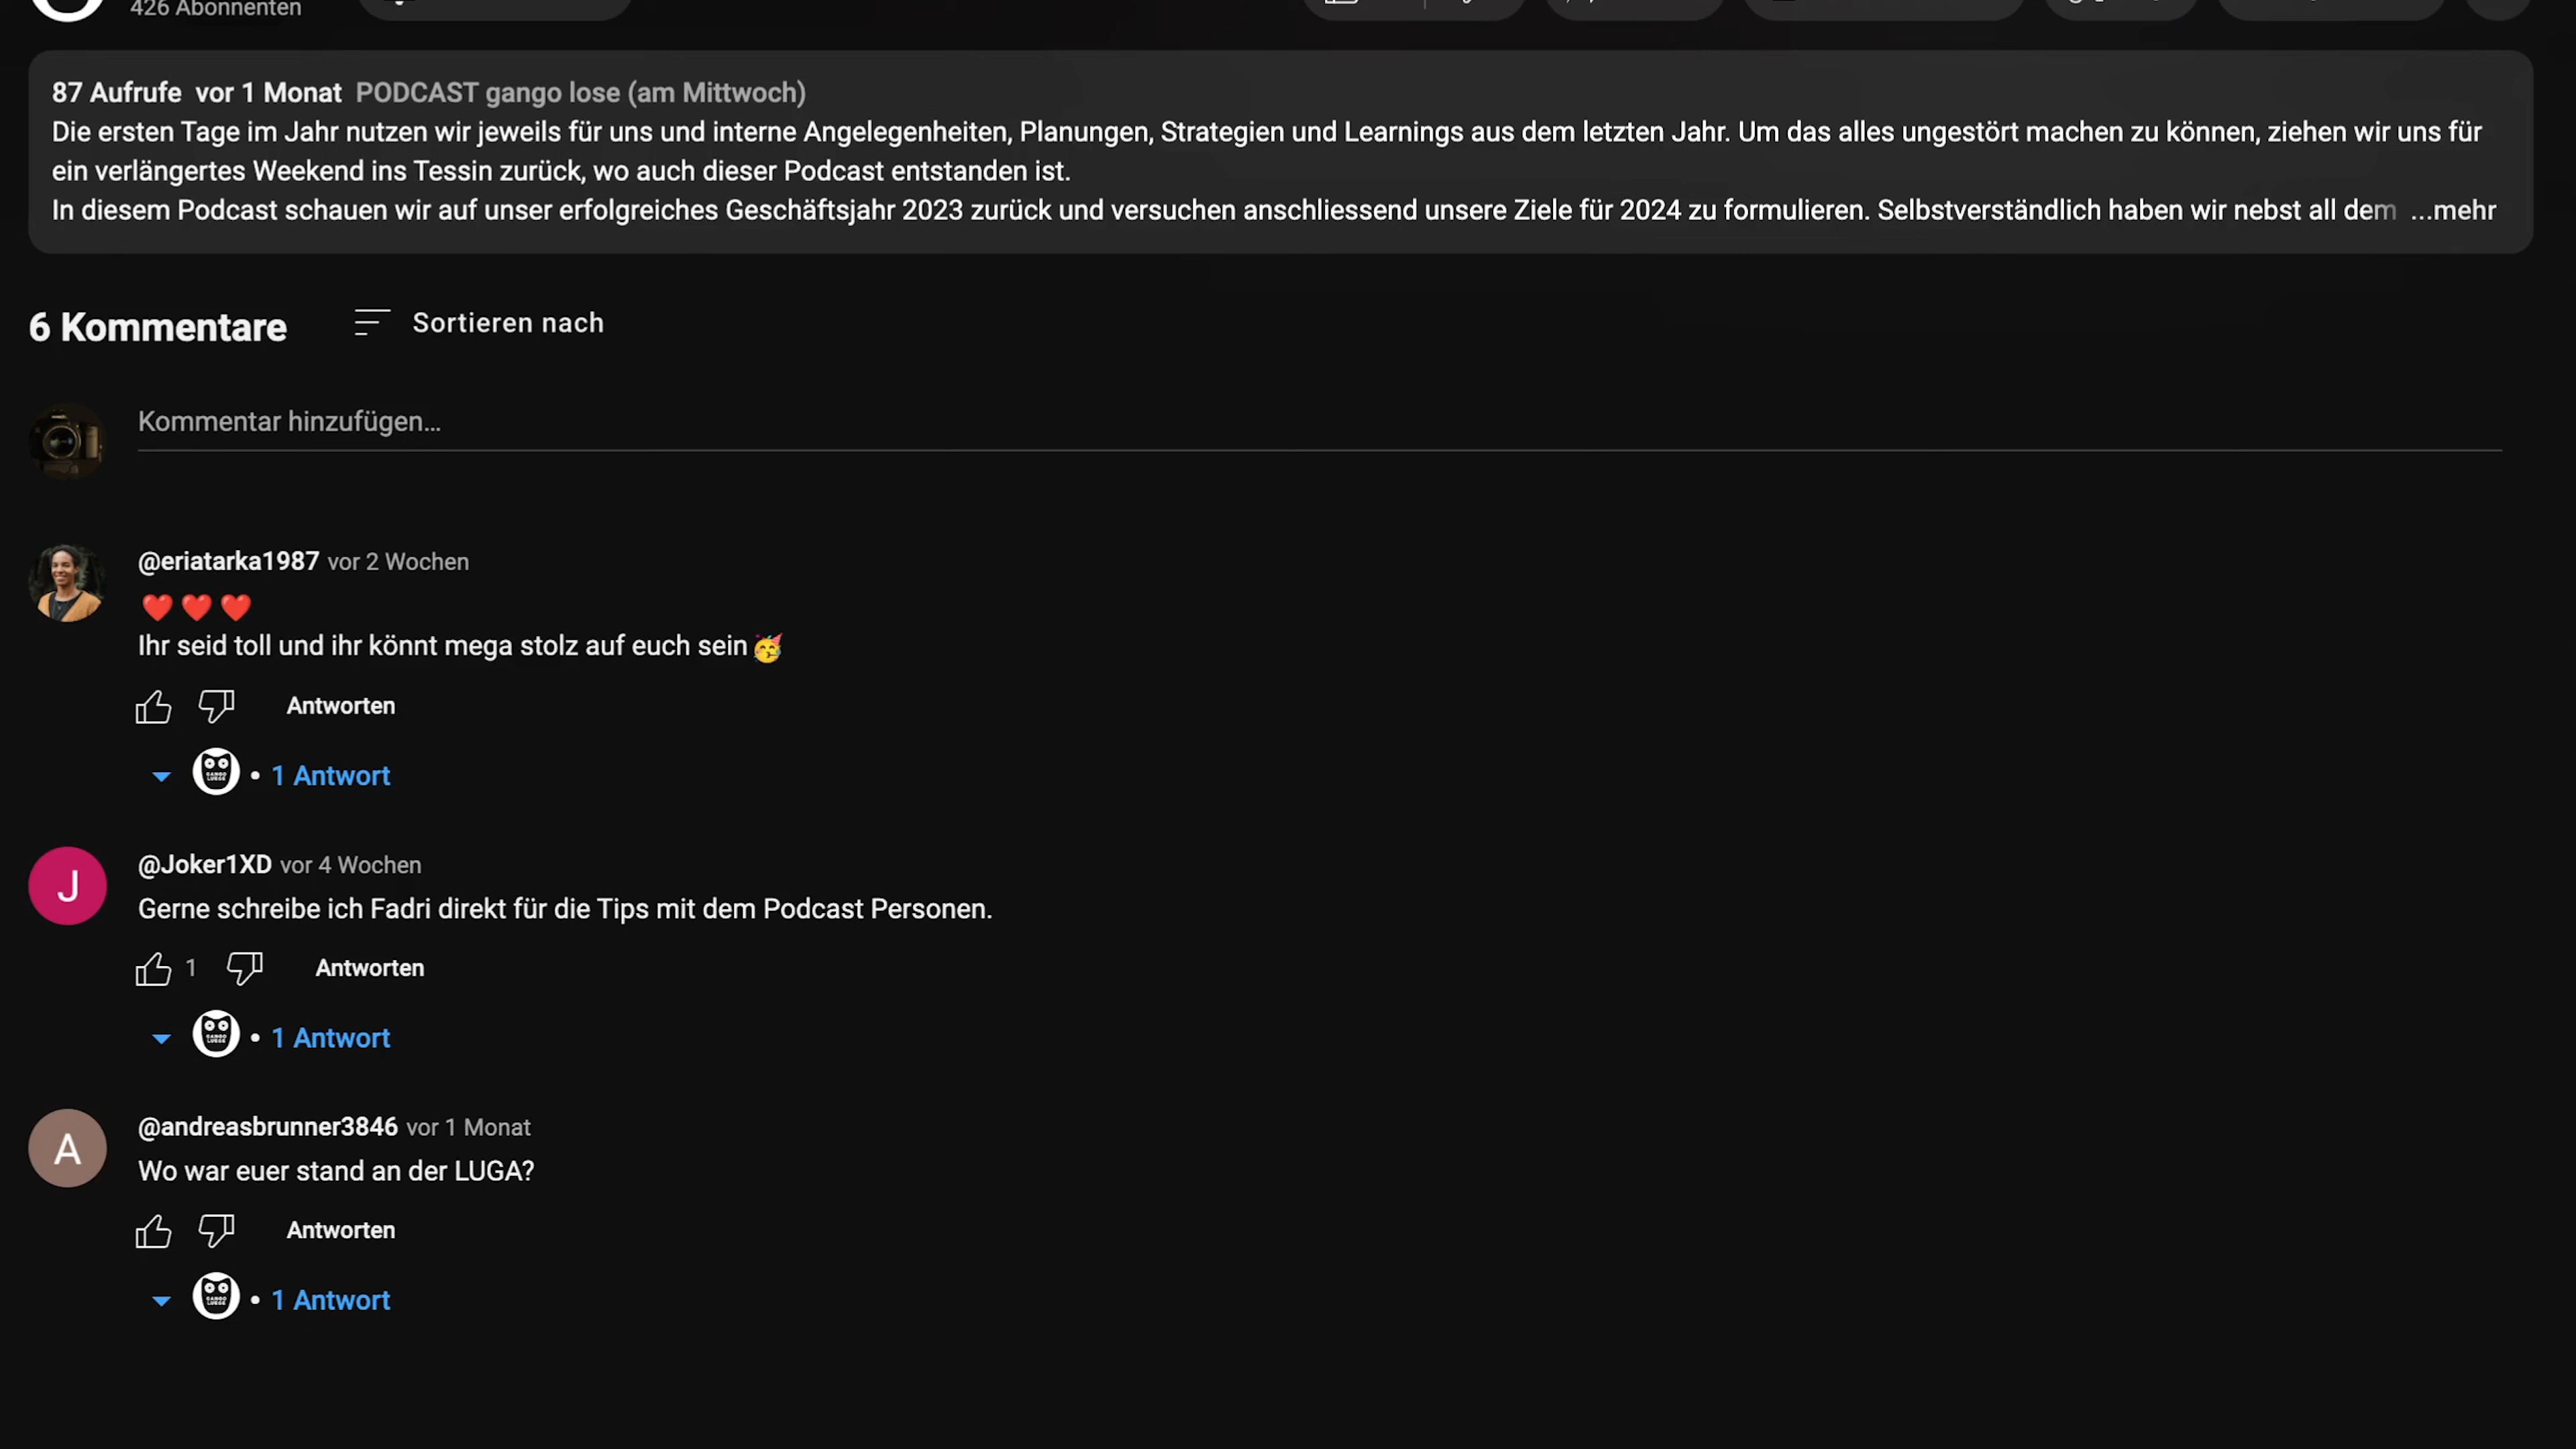 426 Abonnenten
87 Aufrufe vor 1 Monat PODCAST gango lose (am Mittwoch)
Die ersten Tage im Jahr nutzen wir jeweils für uns und interne Angelegenheiten, Planungen, Strategien und Learnings aus dem letzten Jahr. Um das alles ungestört machen zu können, ziehen wir uns für
ein verlängertes Weekend ins Tessin zurück, wo auch dieser Podcast entstanden ist.
In diesem Podcast schauen wir auf unser erfolgreiches Geschäftsjahr 2023 zurück und versuchen anschliessend unsere Ziele für 2024 zu formulieren. Selbstverständlich haben wir nebst all dem ...mehr
6 Kommentare Sortieren nach
Kommentar hinzufügen...
@eriatarka1987 vor 2 Wochen
❤️❤️❤️
Ihr seid toll und ihr könnt mega stolz auf euch sein🥳
Antworten
• 1 Antwort
J
@Joker1XD vor 4 Wochen
Gerne schreibe ich Fadri direkt für die Tips mit dem Podcast Personen.
1 Antworten
• 1 Antwort
A
@andreasbrunner3846 vor 1 Monat
Wo war euer stand an der LUGA?
Antworten
• 1 Antwort